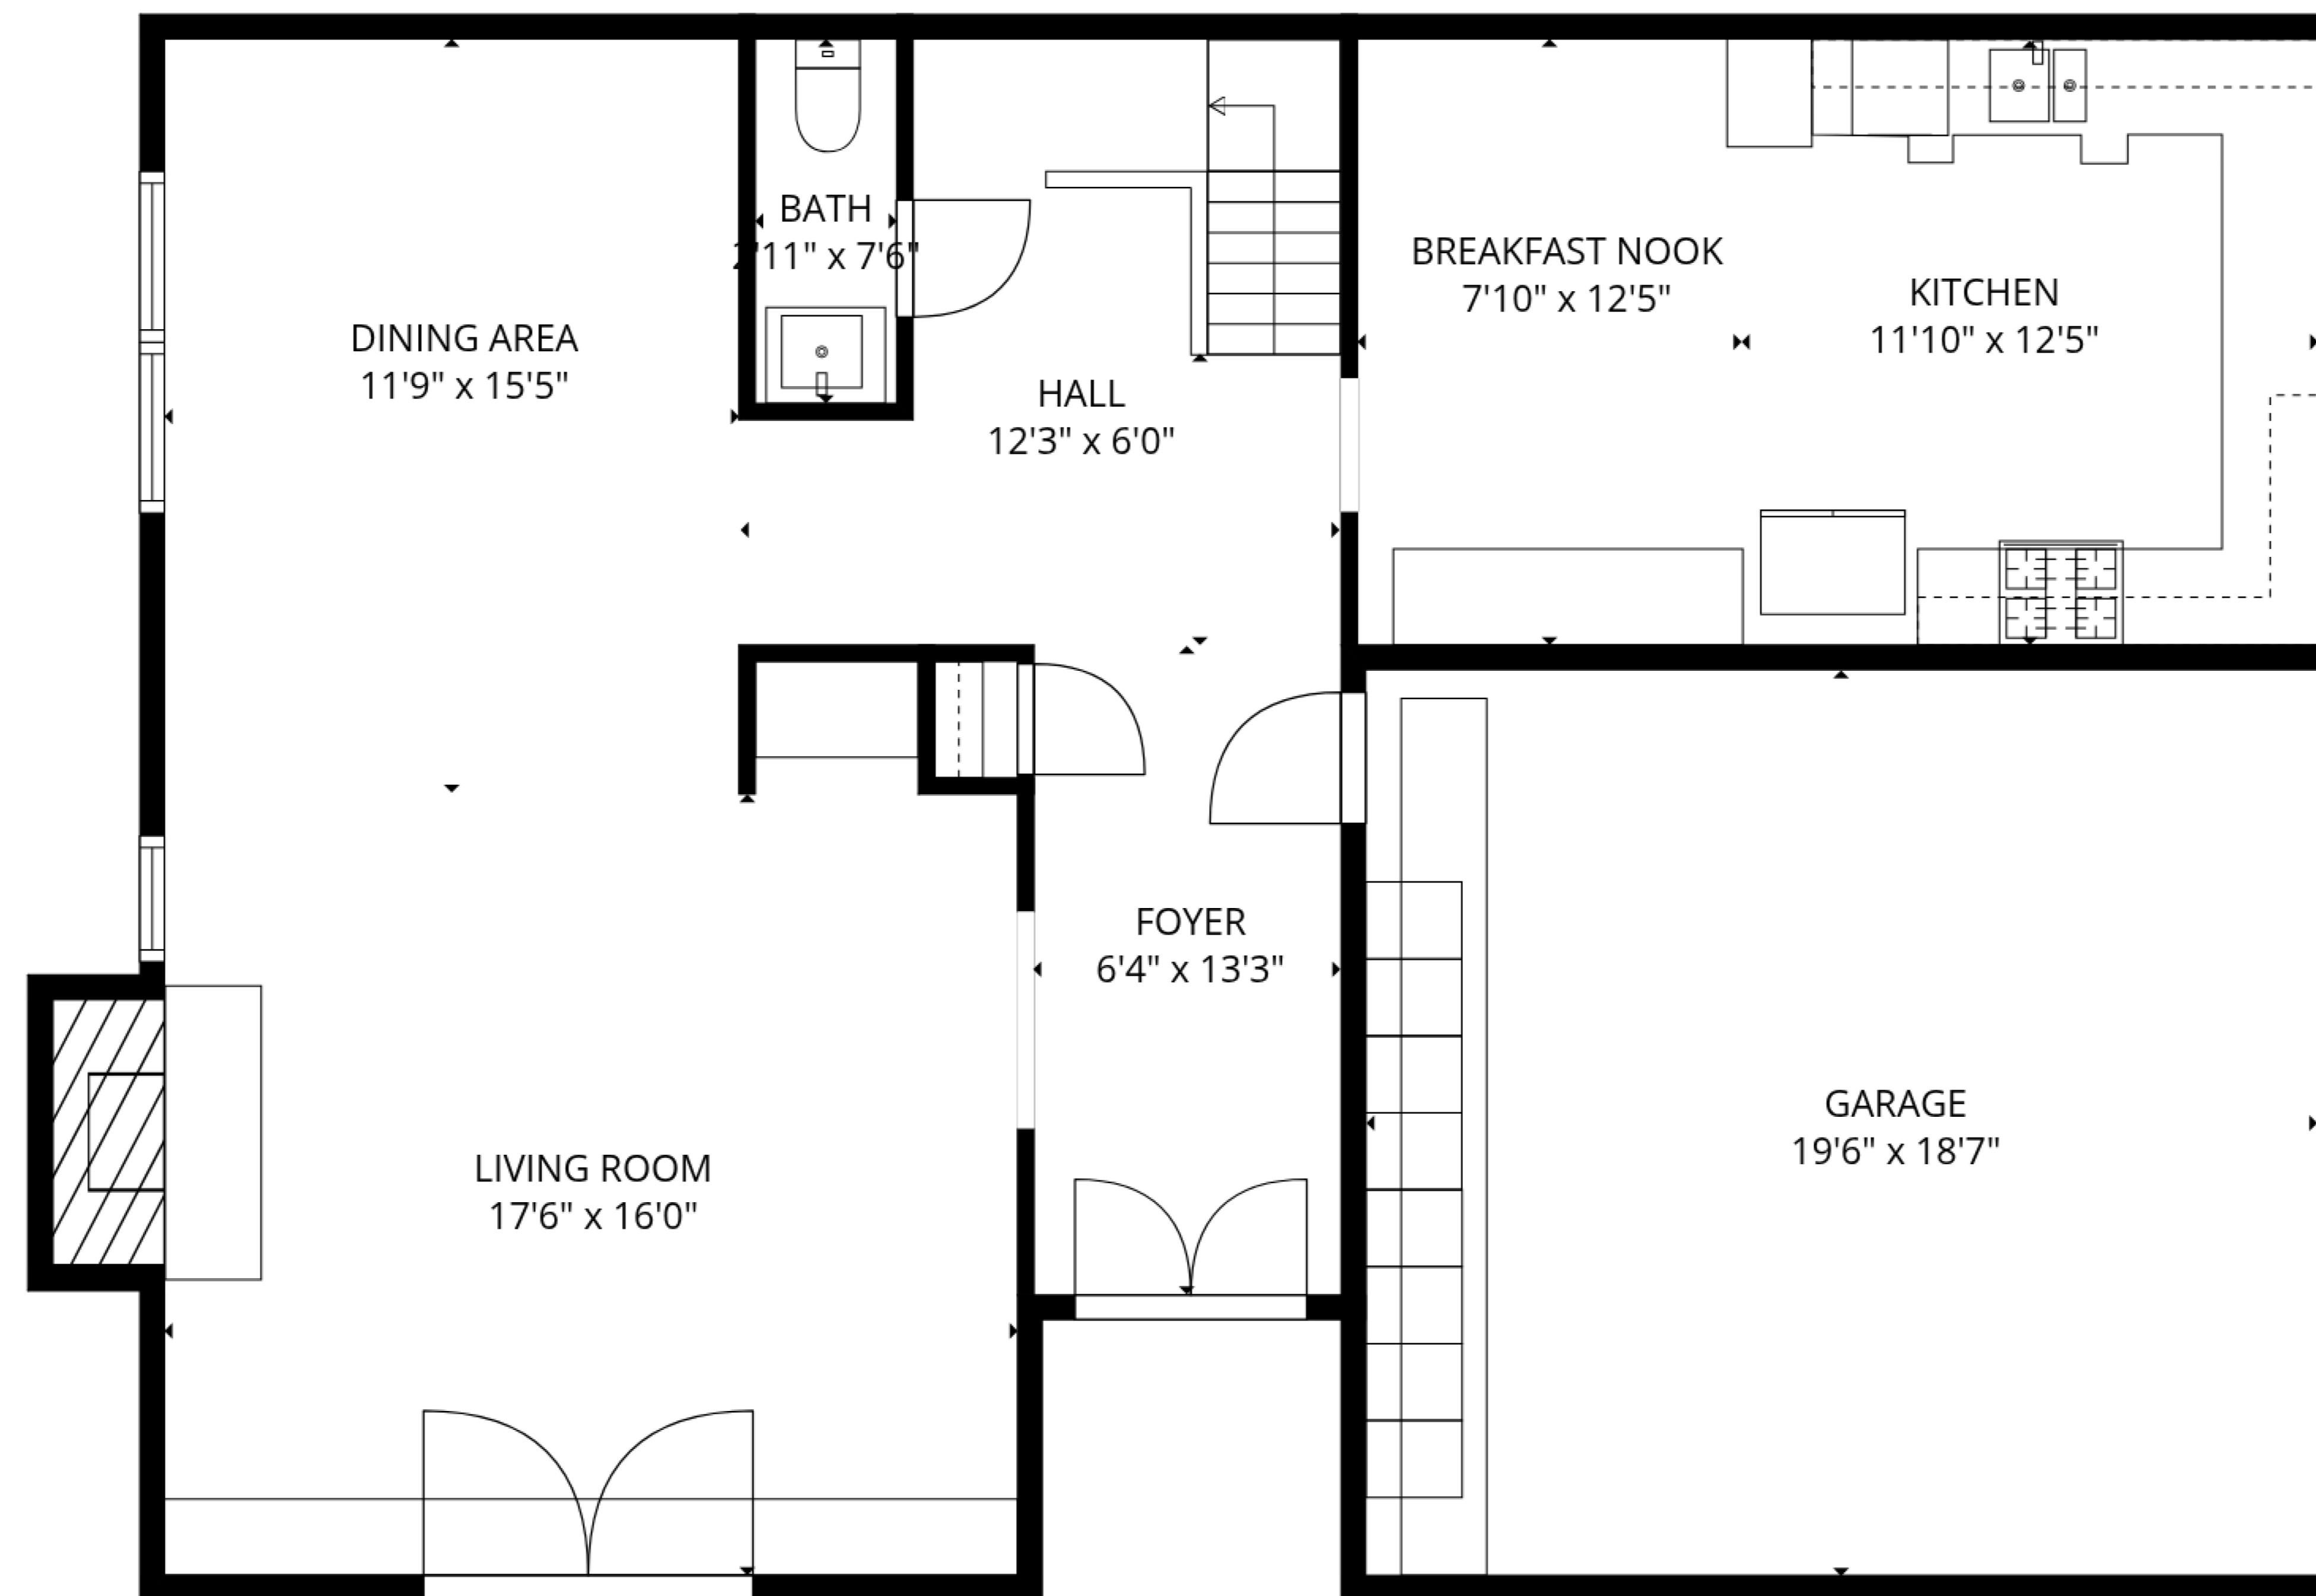 BATH
2'11" x 7'6"
BREAKFAST NOOK
7'10" x 12'5"
KITCHEN
11'10" x 12'5"
DINING AREA
11'9" x 15'5"
HALL
12'3" x 6'0"
FOYER
6'4" x 13'3"
GARAGE
19'6" x 18'7"
LIVING ROOM
17'6" x 16'0"